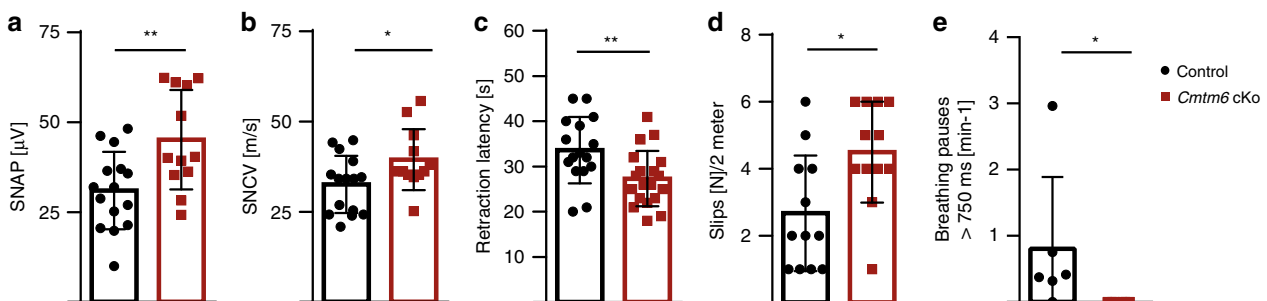 a
SNAP [µV]
75
50
25
**
b
SNCV [m/s]
75
50
25
*
c
Retraction latency [s]
60
50
40
30
20
10
**
d
Slips [N]/2 meter
8
6
4
2
*
e
Breathing pauses
> 750 ms [min-1]
4
3
2
1
0
*
Control
Cmtm6 cKo